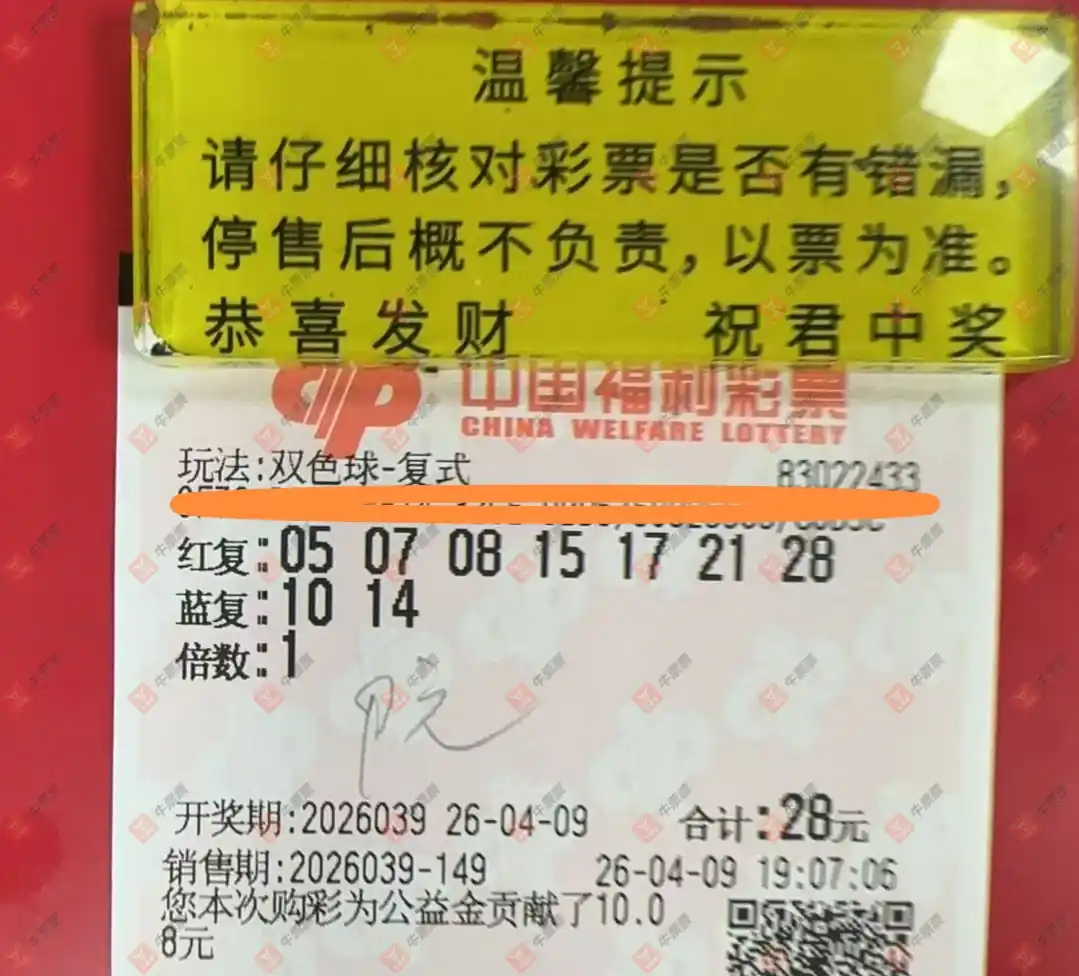 温馨提示
请仔细核对彩票是否有错漏，
停售后概不负责，以票为准。
恭喜发财 祝君中奖
中国福利彩票
CHINA WELFARE LOTTERY
玩法:双色球-复式 83022433
红复:05 07 08 15 17 21 28
蓝复:10 14
倍数:1
开奖期:2026039 26-04-09 合计:28元
销售期:2026039-149 26-04-09 19:07:06
您本次购彩为公益金贡献了10.0
8元